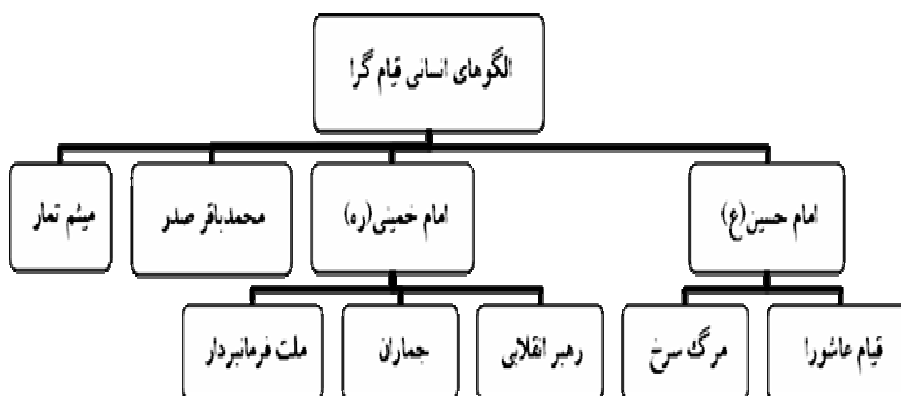 الگوهای انسانی قیام گرا
امام حسین(ع)
امام خمینی(ره)
محمدباقر صدر
میثم تمار
قیام عاشورا
مرگ سرخ
رهبر انقلابی
جماران
ملت فرمانبردار